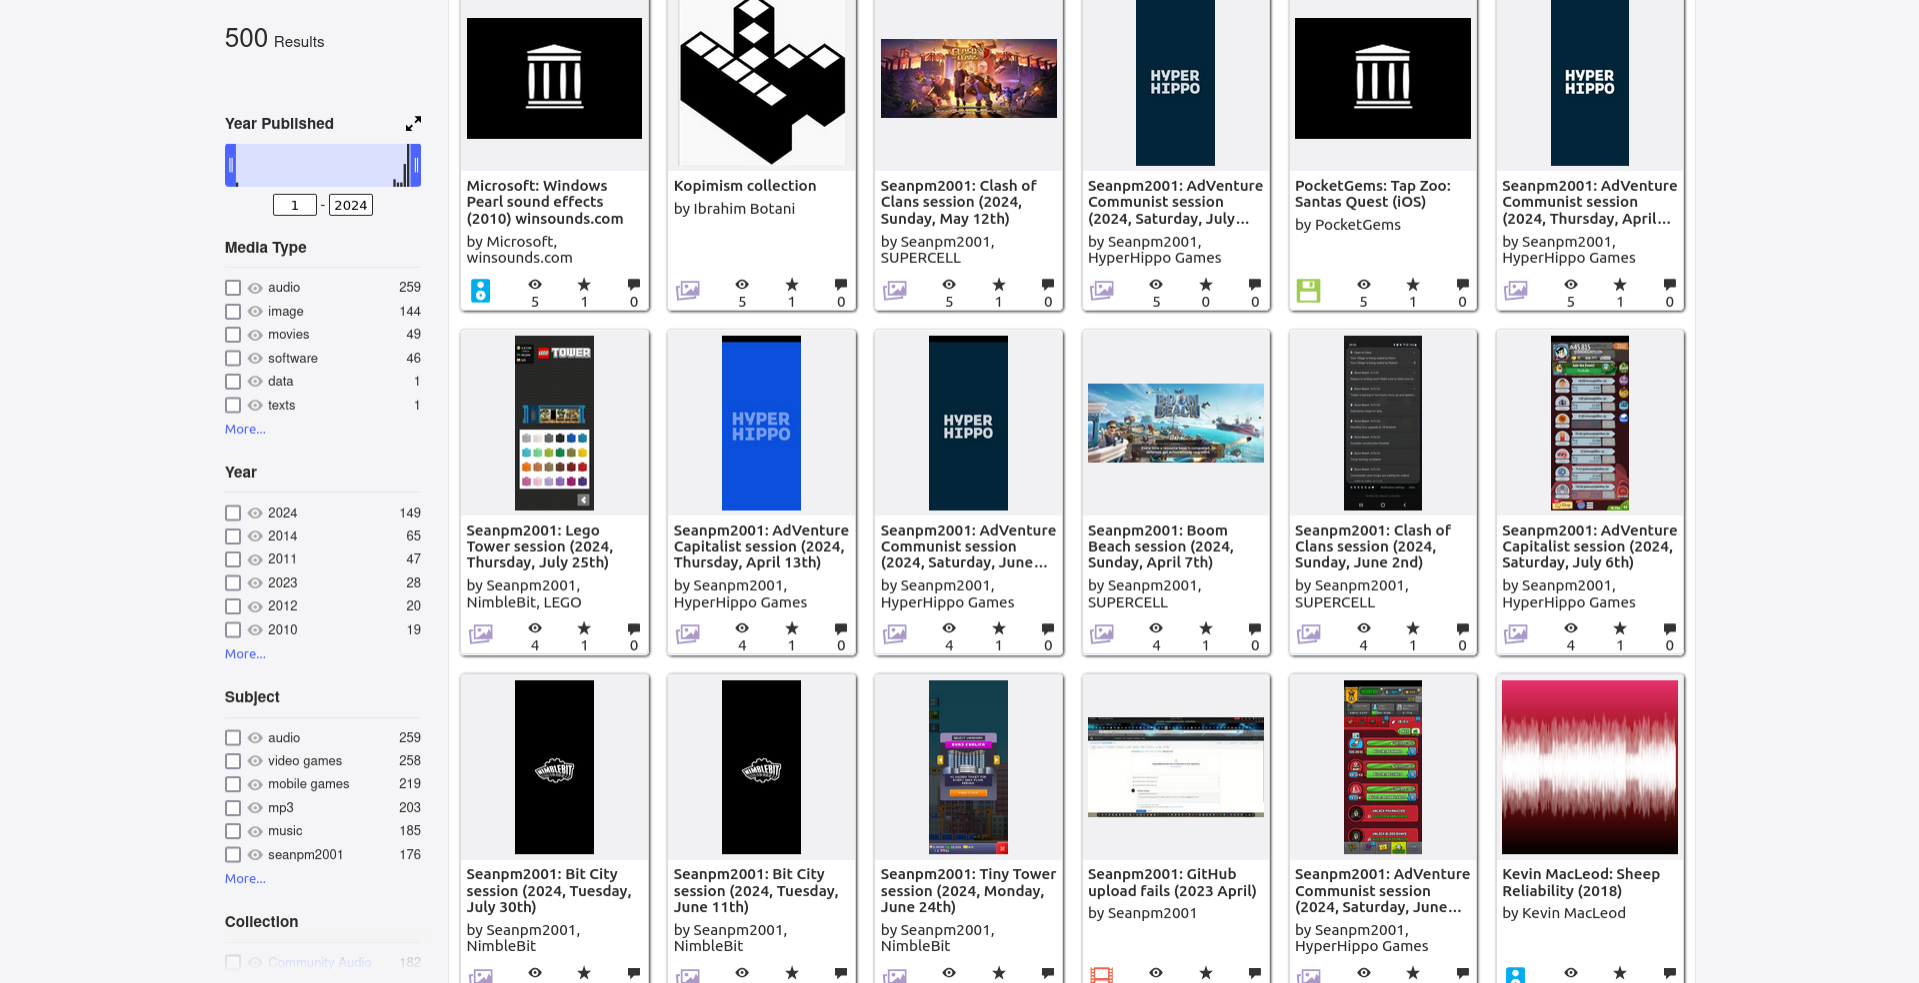 500 Results
Year Published
1 - 2024
Media Type
audio 259
image 144
movies 49
software 46
data 1
texts 1
More...
Year
2024 149
2014 65
2011 47
2023 28
2012 20
2010 19
More...
Subject
audio 259
video games 258
mobile games 219
mp3 203
music 185
seanpm2001 176
More...
Collection
Community Audio 182
Microsoft: Windows
Pearl sound effects
(2010) winsounds.com
by Microsoft,
winsounds.com
5 1 0
Kopimism collection
by Ibrahim Botani
5 1 0
Seanpm2001: Clash of
Clans session (2024,
Sunday, May 12th)
by Seanpm2001,
SUPERCELL
5 1 0
HYPER
HIPPO
Seanpm2001: AdVenture
Communist session
(2024, Saturday, July...
by Seanpm2001,
HyperHippo Games
5 0 0
PocketGems: Tap Zoo:
Santas Quest (iOS)
by PocketGems
5 1 0
HYPER
HIPPO
Seanpm2001: AdVenture
Communist session
(2024, Thursday, April...
by Seanpm2001,
HyperHippo Games
5 1 0
LEGO TOWER
Seanpm2001: Lego
Tower session (2024,
Thursday, July 25th)
by Seanpm2001,
NimbleBit, LEGO
4 1 0
HYPER
HIPPO
Seanpm2001: AdVenture
Capitalist session (2024,
Thursday, April 13th)
by Seanpm2001,
HyperHippo Games
4 1 0
HYPER
HIPPO
Seanpm2001: AdVenture
Communist session
(2024, Saturday, June...
by Seanpm2001,
HyperHippo Games
4 1 0
BOOM
BEACH
Seanpm2001: Boom
Beach session (2024,
Sunday, April 7th)
by Seanpm2001,
SUPERCELL
4 1 0
Seanpm2001: Clash of
Clans session (2024,
Sunday, June 2nd)
by Seanpm2001,
SUPERCELL
4 1 0
Seanpm2001: AdVenture
Capitalist session (2024,
Saturday, July 6th)
by Seanpm2001,
HyperHippo Games
4 1 0
NIMBLEBIT
Seanpm2001: Bit City
session (2024, Tuesday,
July 30th)
by Seanpm2001,
NimbleBit
NIMBLEBIT
Seanpm2001: Bit City
session (2024, Tuesday,
June 11th)
by Seanpm2001,
NimbleBit
Seanpm2001: Tiny Tower
session (2024, Monday,
June 24th)
by Seanpm2001,
NimbleBit
Seanpm2001: GitHub
upload fails (2023 April)
by Seanpm2001
Seanpm2001: AdVenture
Communist session
(2024, Saturday, June...
by Seanpm2001,
HyperHippo Games
Kevin MacLeod: Sheep
Reliability (2018)
by Kevin MacLeod